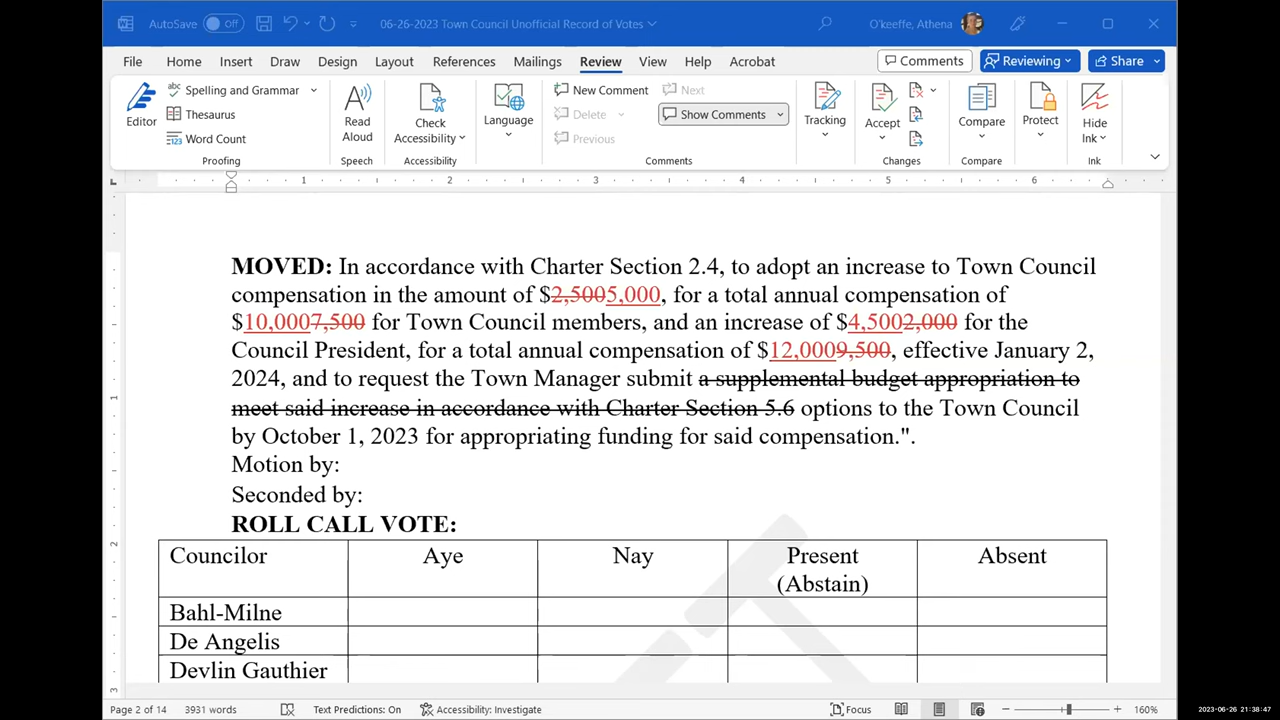 AutoSave Off 06-26-2023 Town Council Unofficial Record of Votes O'keeffe, Athena
File Home Insert Draw Design Layout References Mailings Review View Help Acrobat Comments Reviewing Share
Editor
Spelling and Grammar
Thesaurus
Word Count
Proofing
Read Aloud
Speech
Check Accessibility
Accessibility
Language
New Comment
Delete
Previous
Next
Show Comments
Comments
Tracking
Accept
Changes
Compare
Compare
Protect
Hide Ink
Ink
1 2 3 4 5 6
MOVED: In accordance with Charter Section 2.4, to adopt an increase to Town Council
compensation in the amount of $2,5005,000, for a total annual compensation of
$10,0007,500 for Town Council members, and an increase of $4,5002,000 for the
Council President, for a total annual compensation of $12,0009,500, effective January 2,
2024, and to request the Town Manager submit a supplemental budget appropriation to
meet said increase in accordance with Charter Section 5.6 options to the Town Council
by October 1, 2023 for appropriating funding for said compensation.".
Motion by:
Seconded by:
ROLL CALL VOTE:
Councilor Aye Nay Present (Abstain) Absent
Bahl-Milne
De Angelis
Devlin Gauthier
1
2
3
Page 2 of 14 3931 words Text Predictions: On Accessibility: Investigate Focus 160%
2023-06-26 21:38:47